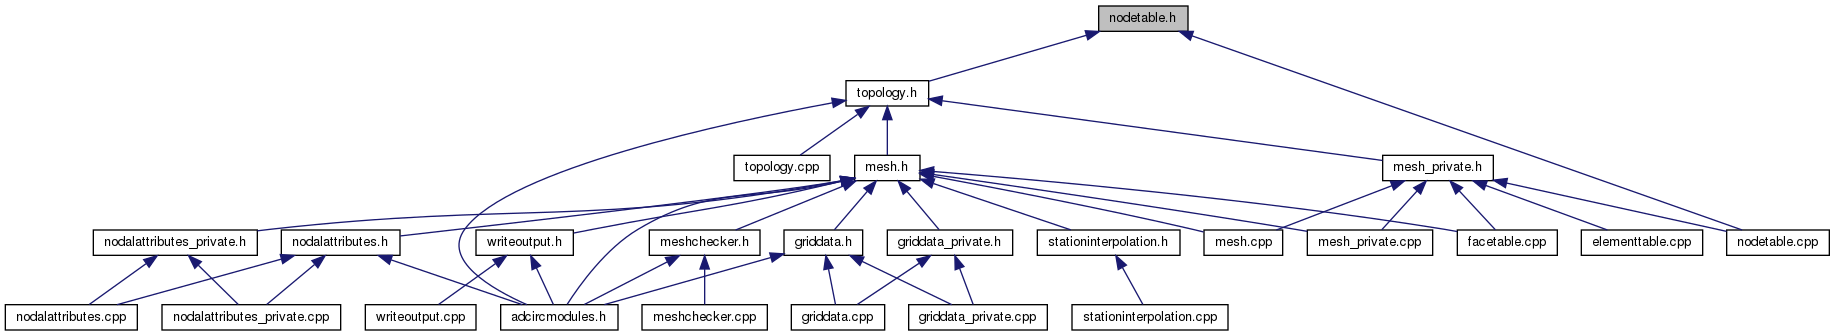 nodetable.h
topology.h
topology.cpp
mesh.h
mesh_private.h
nodalattributes_private.h
nodalattributes.h
writeoutput.h
meshchecker.h
griddata.h
griddata_private.h
stationinterpolation.h
mesh.cpp
mesh_private.cpp
facetable.cpp
elementtable.cpp
nodetable.cpp
nodalattributes.cpp
nodalattributes_private.cpp
writeoutput.cpp
adcircmodules.h
meshchecker.cpp
griddata.cpp
griddata_private.cpp
stationinterpolation.cpp